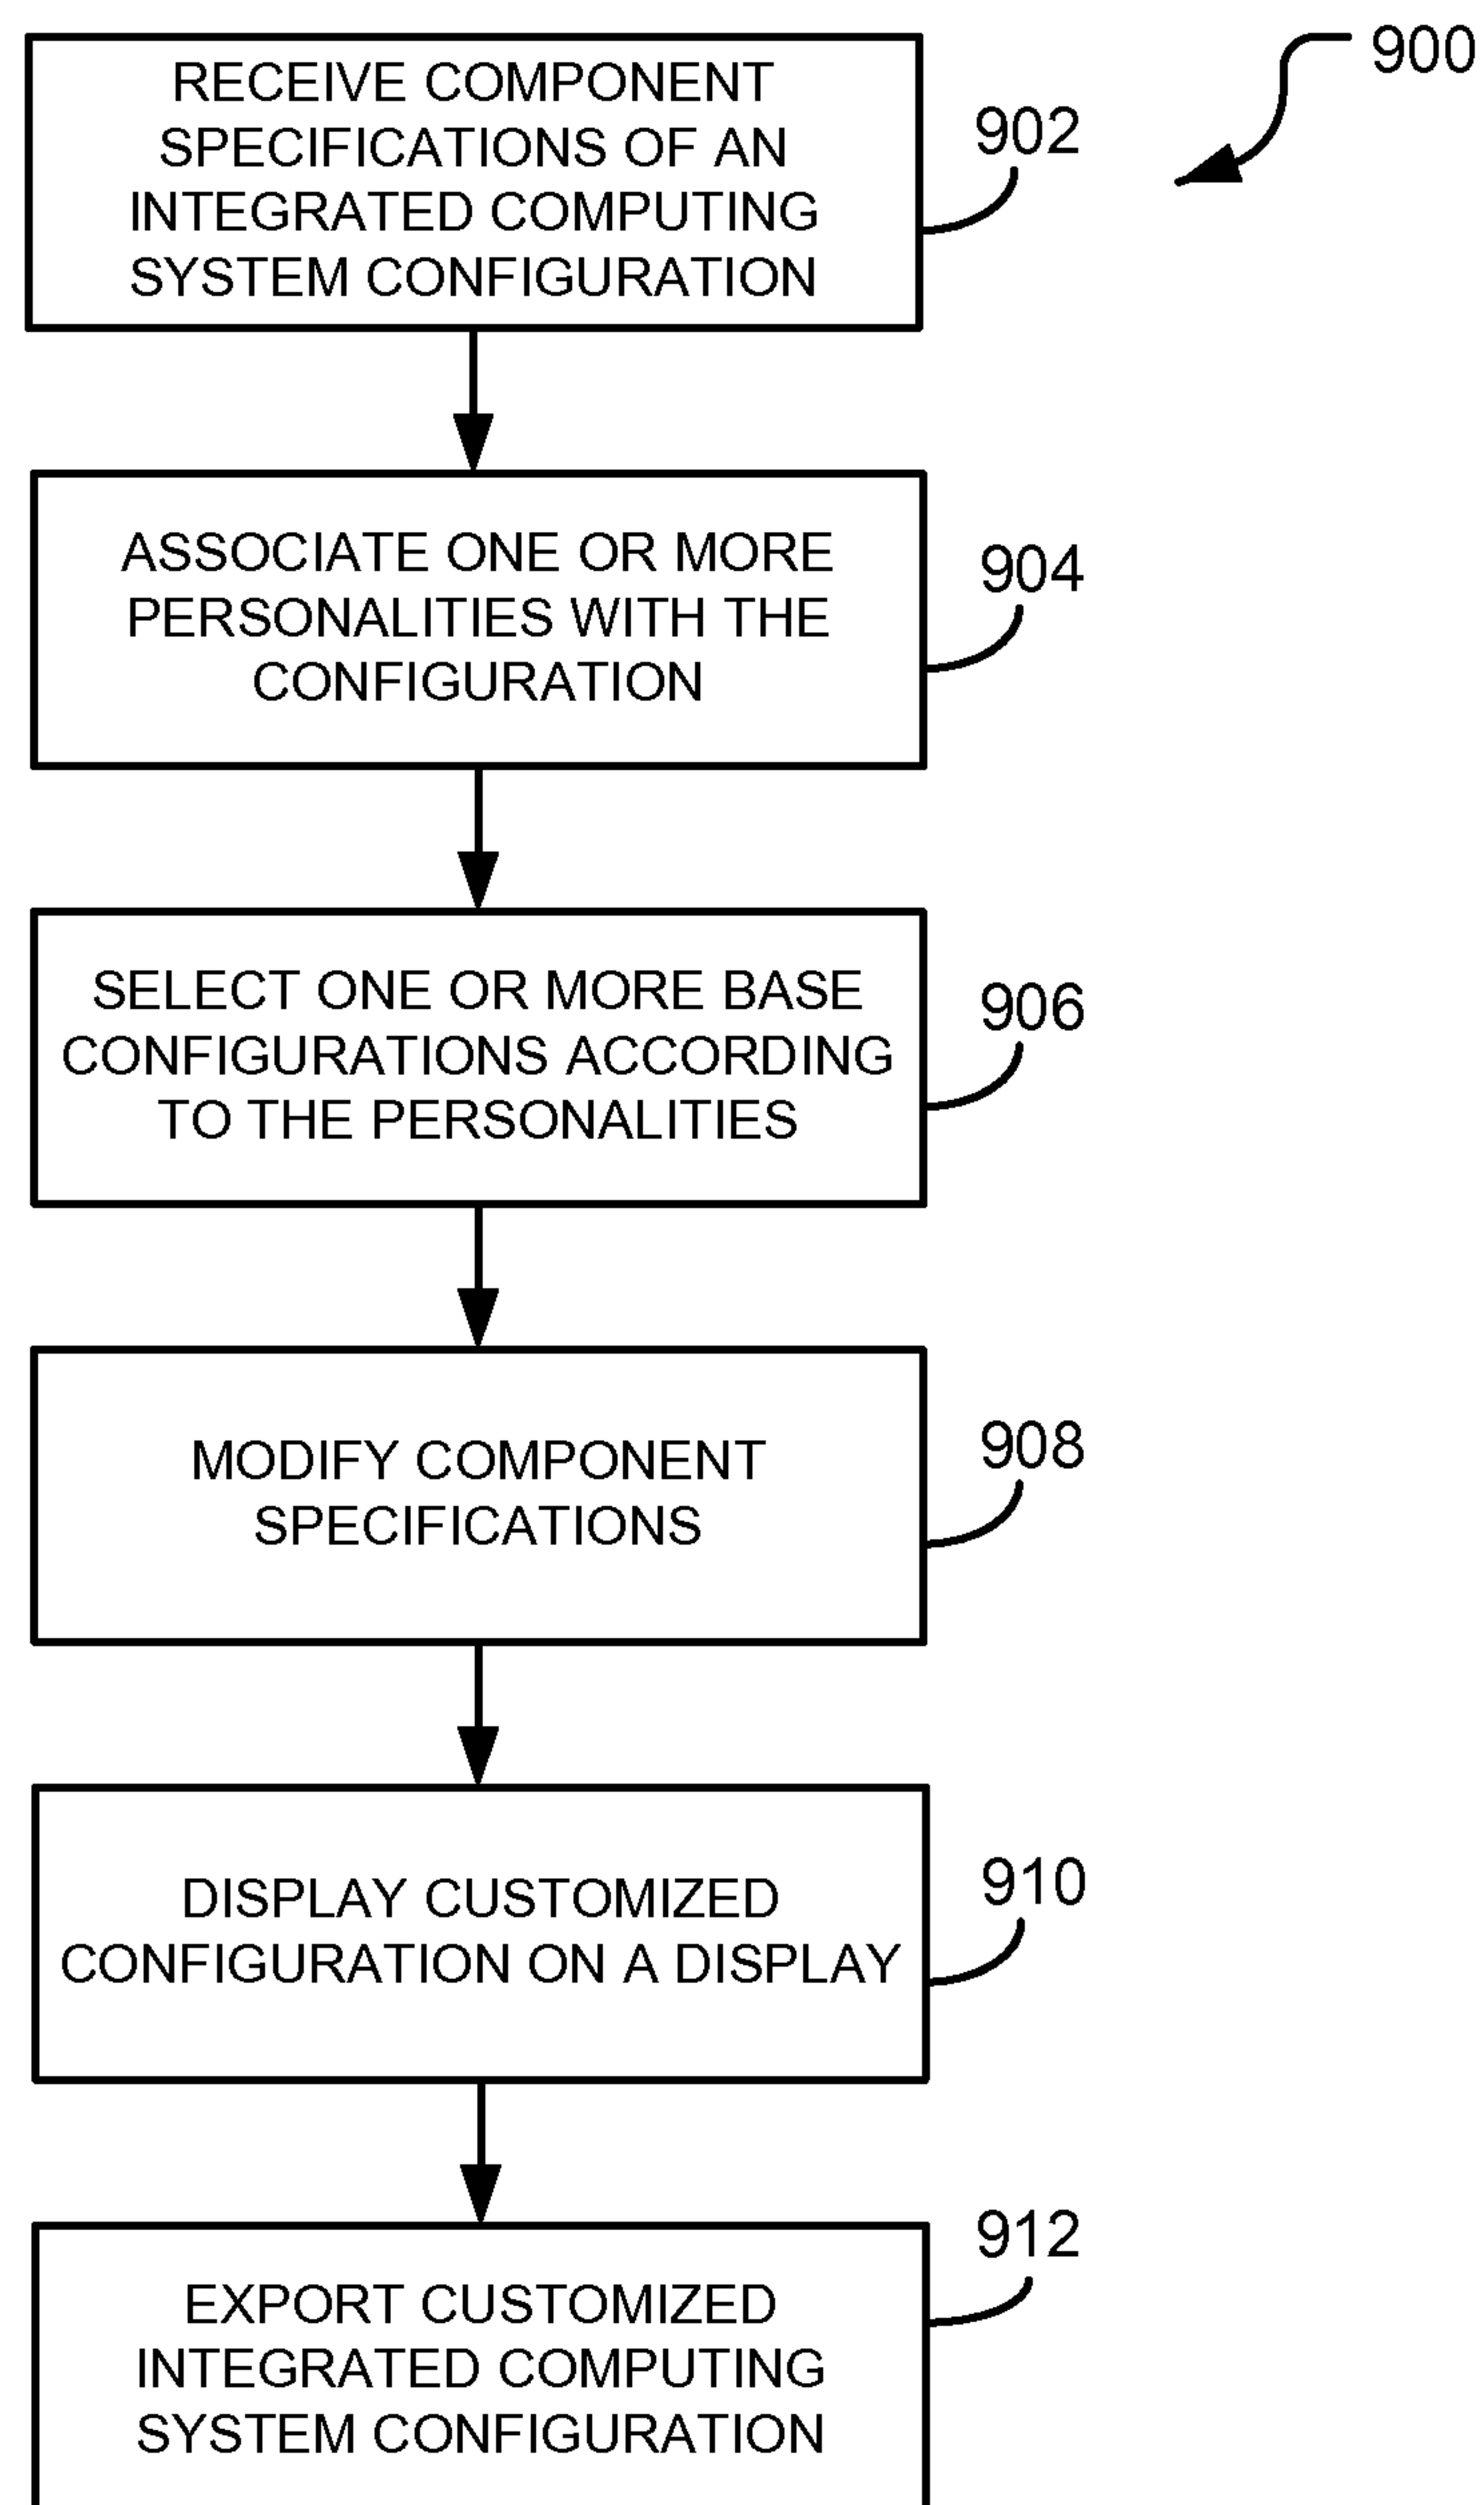 900
RECEIVE COMPONENT
SPECIFICATIONS OF AN
INTEGRATED COMPUTING
SYSTEM CONFIGURATION
902
ASSOCIATE ONE OR MORE
PERSONALITIES WITH THE
CONFIGURATION
904
SELECT ONE OR MORE BASE
CONFIGURATIONS ACCORDING
TO THE PERSONALITIES
906
MODIFY COMPONENT
SPECIFICATIONS
908
DISPLAY CUSTOMIZED
CONFIGURATION ON A DISPLAY
910
EXPORT CUSTOMIZED
INTEGRATED COMPUTING
SYSTEM CONFIGURATION
912